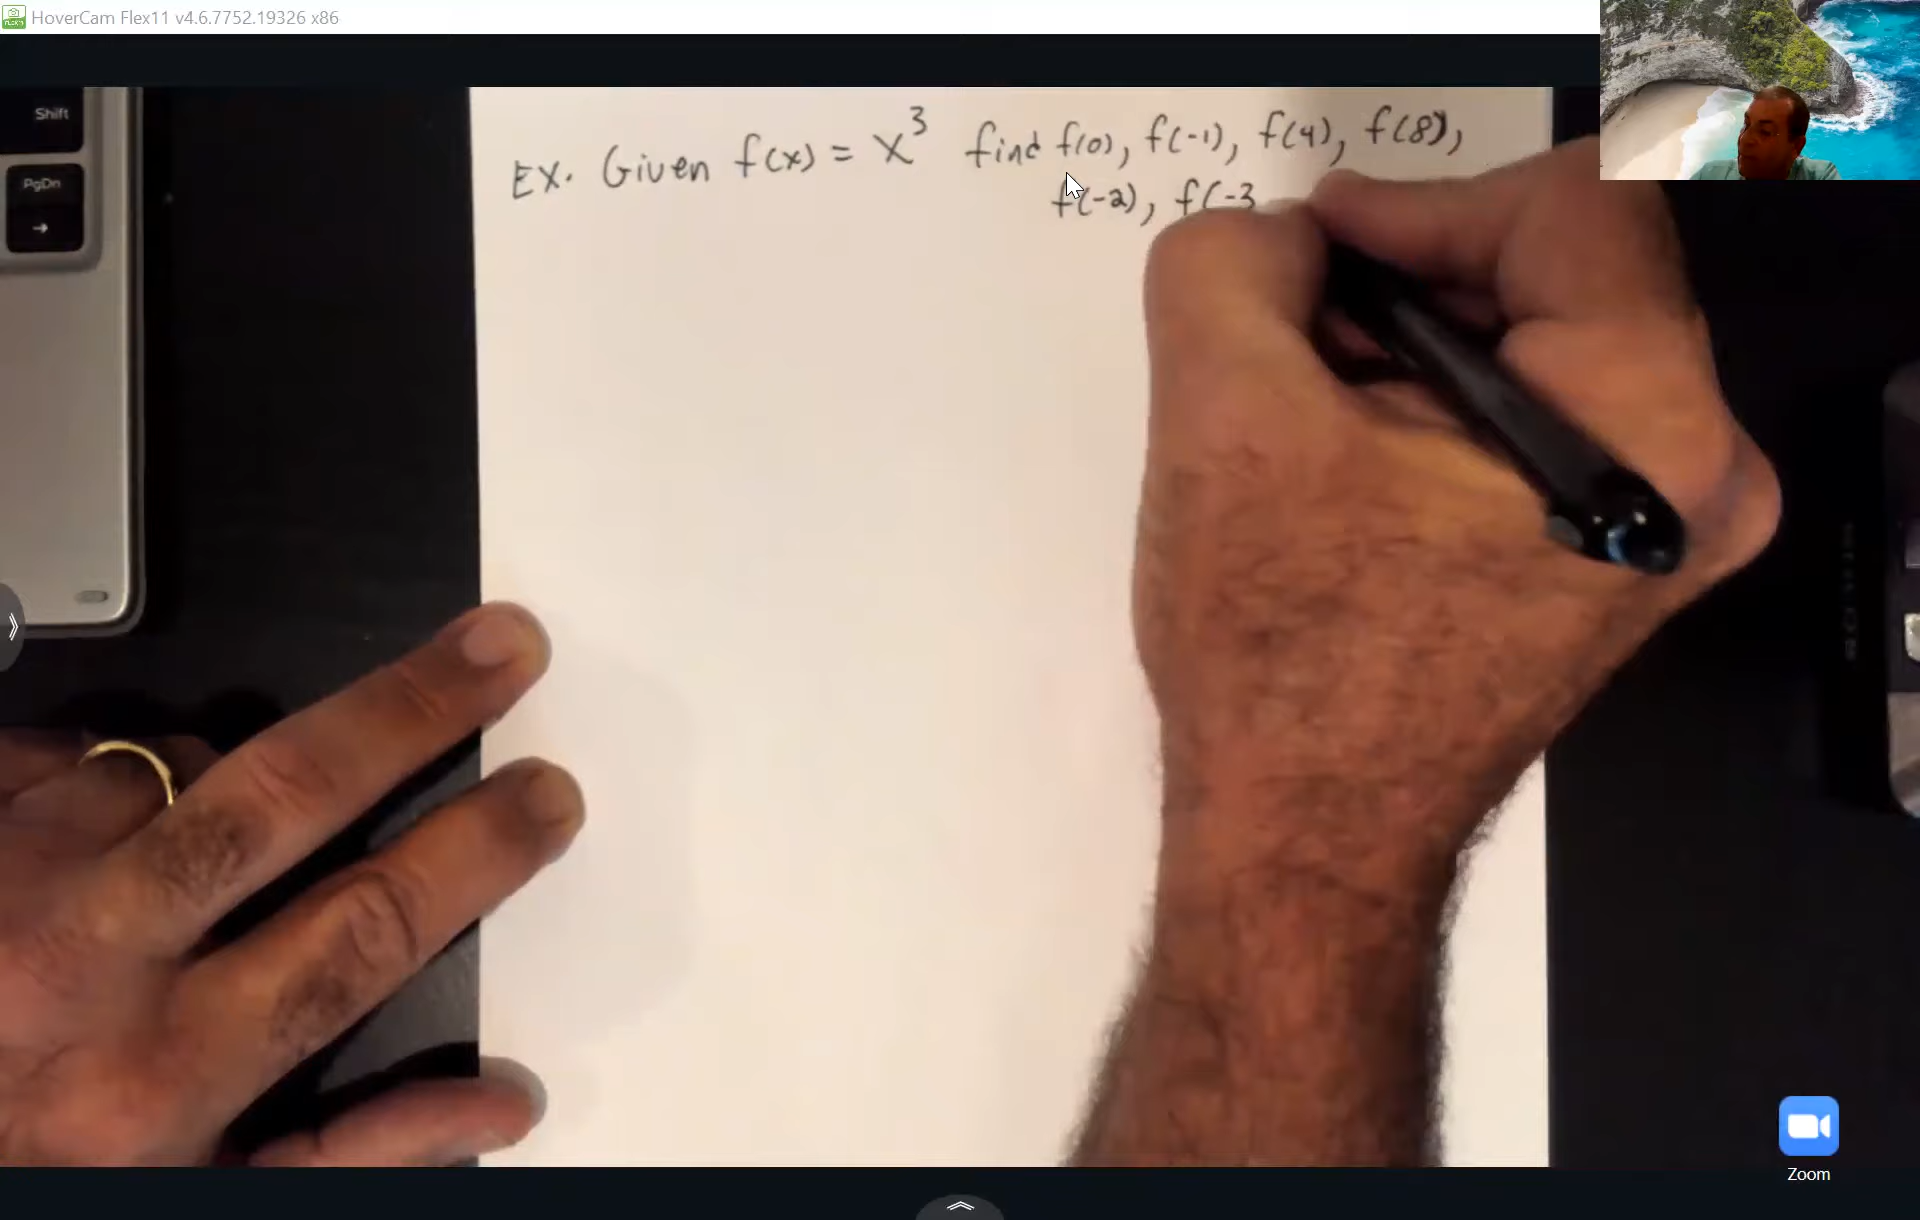 HoverCam Flex11 v4.6.7752.19326 x86
Shift
PgDn
EX. Given f(x) = x³ find f(0), f(-1), f(4), f(8),
f(-2), f(-3
Zoom